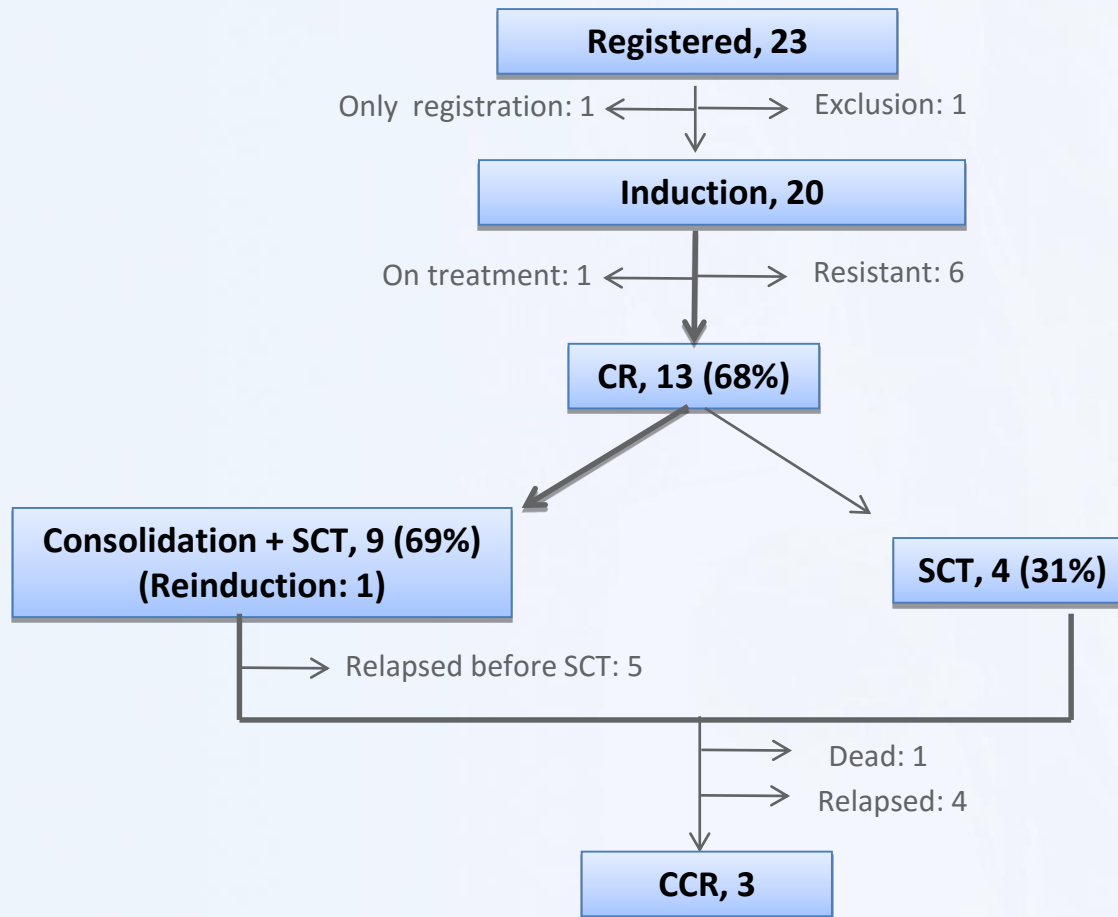 Registered, 23
Only registration: 1
Exclusion: 1
Induction, 20
On treatment: 1
Resistant: 6
CR, 13 (68%)
Consolidation + SCT, 9 (69%)
(Reinduction: 1)
SCT, 4 (31%)
Relapsed before SCT: 5
Dead: 1
Relapsed: 4
CCR, 3